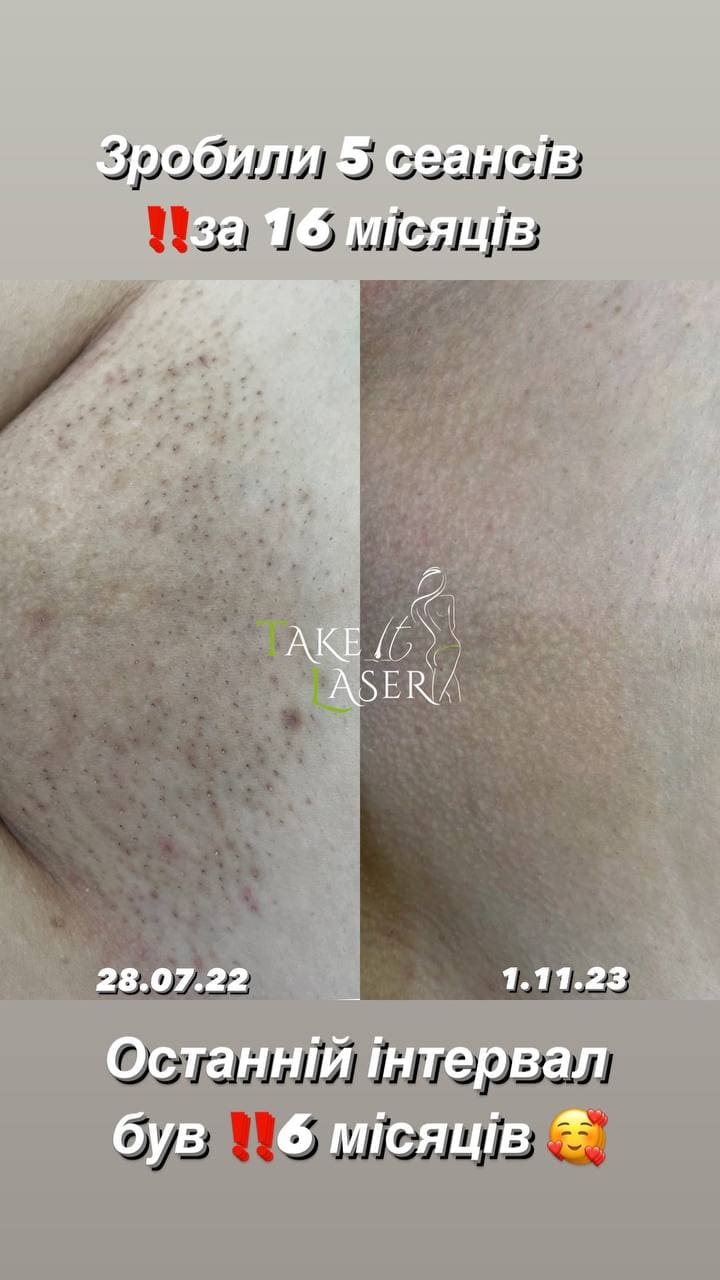 Зробили 5 сеансів
‼️за 16 місяців
TAKE It
LASER
28.07.22
1.11.23
Останній інтервал
був ‼️6 місяців 🥰